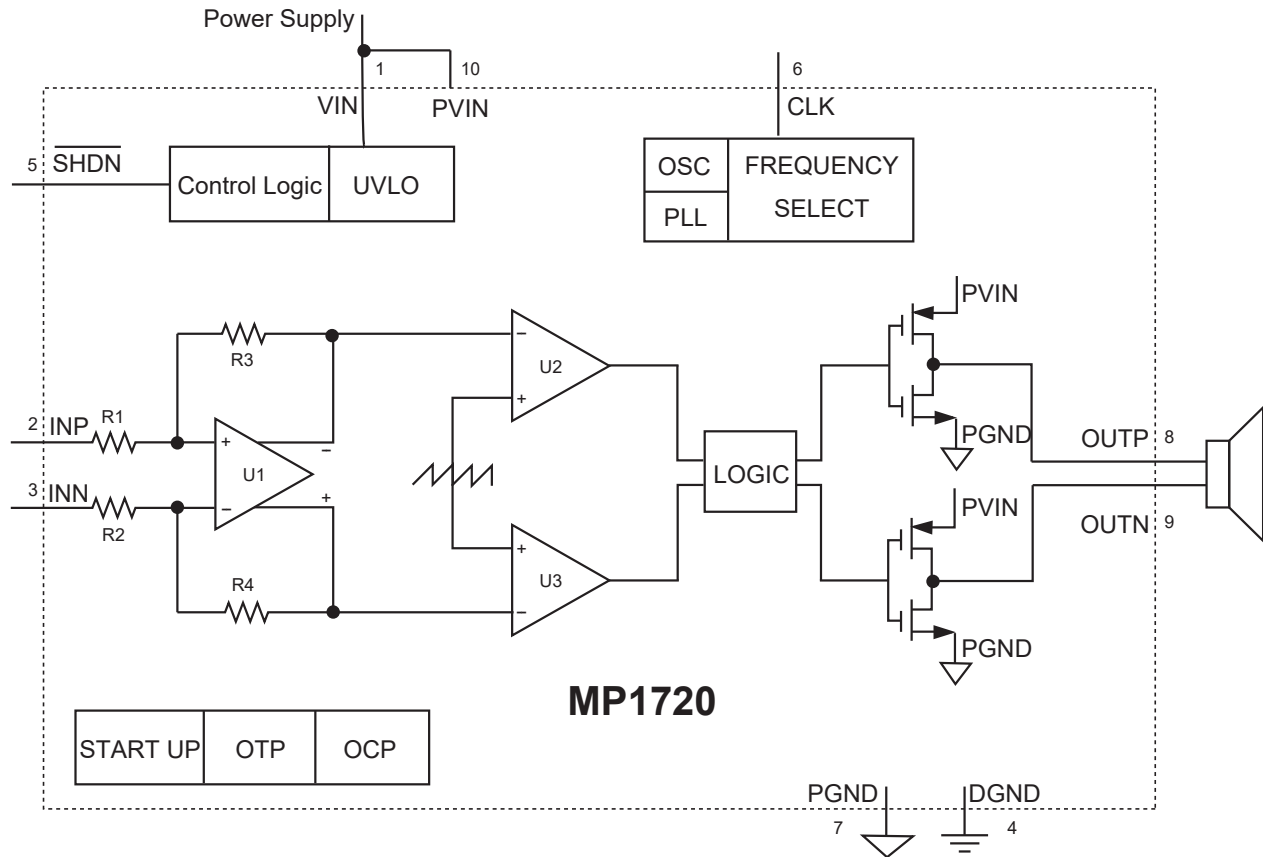 Power Supply
1
10
6
VIN
PVIN
CLK
5
SHDN
Control Logic
UVLO
OSC
PLL
FREQUENCY
SELECT
PVIN
R3
−
U2
+
PGND
2
INP
R1
+
−
U1
OUTP
8
LOGIC
3
INN
R2
−
+
PVIN
OUTN
9
+
U3
−
R4
PGND
MP1720
START UP
OTP
OCP
PGND
DGND
7
4